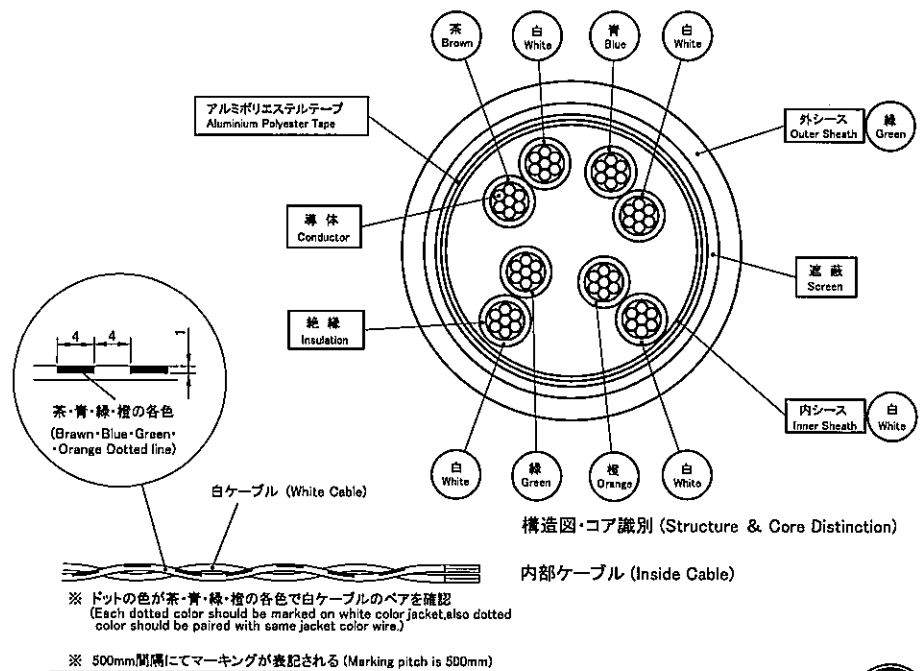 茶
Brown
白
White
青
Blue
白
White
アルミポリエステルテープ
Aluminium Polyester Tape
外シース
Outer Sheath
緑
Green
導体
Conductor
遮蔽
Screen
絶縁
Insulation
4
4
1
茶・青・緑・橙の各色
(Brawn・Blue・Green・
・Orange Dotted line)
内シース
Inner Sheath
白
White
白
White
緑
Green
橙
Orange
白
White
白ケーブル (White Cable)
構造図・コア識別 (Structure & Core Distinction)
内部ケーブル (Inside Cable)
※ ドットの色が茶・青・緑・橙の各色で白ケーブルのペアを確認
(Each dotted color should be marked on white color jacket,also dotted
color should be paired with same jacket color wire.)
※ 500mm間隔にてマーキングが表記される (Marking pitch is 500mm)